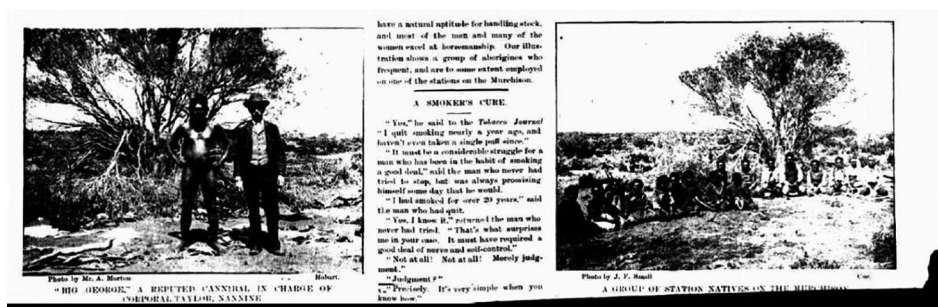 Photo by Mr. A. Morton Hobart.
"BIG GEORGE," A REPUTED CANNIBAL IN CHARGE OF
CORPORAL TAYLOR, NANNINE
have a natural aptitude for handling stock,
and most of the men and many of the
women excel at horsemanship. Our illus-
tration shows a group of aborigines who
frequent, and are to some extent employed
on one of the stations on the Murchison.
A SMOKER'S CURE.
"Yes," he said to the Tobacco Journal
"I quit smoking nearly a year ago, and
haven't even taken a single puff since."
"It must be a considerable struggle for a
man who has been in the habit of smoking
a good deal," said the man who never had
tried to stop, but was always promising
himself some day that he would.
"I had smoked for over 20 years," said
the man who had quit.
"Yes, I know it," returned the man who
never had tried. "That's what surprises
me in your case. It must have required a
good deal of nerve and self-control."
"Not at all! Not at all! Merely judg-
ment."
"Judgment?"
"Precisely. It's very simple when you
know how."
Photo by J. F. Small Cue.
A GROUP OF STATION NATIVES ON THE MURCHISON